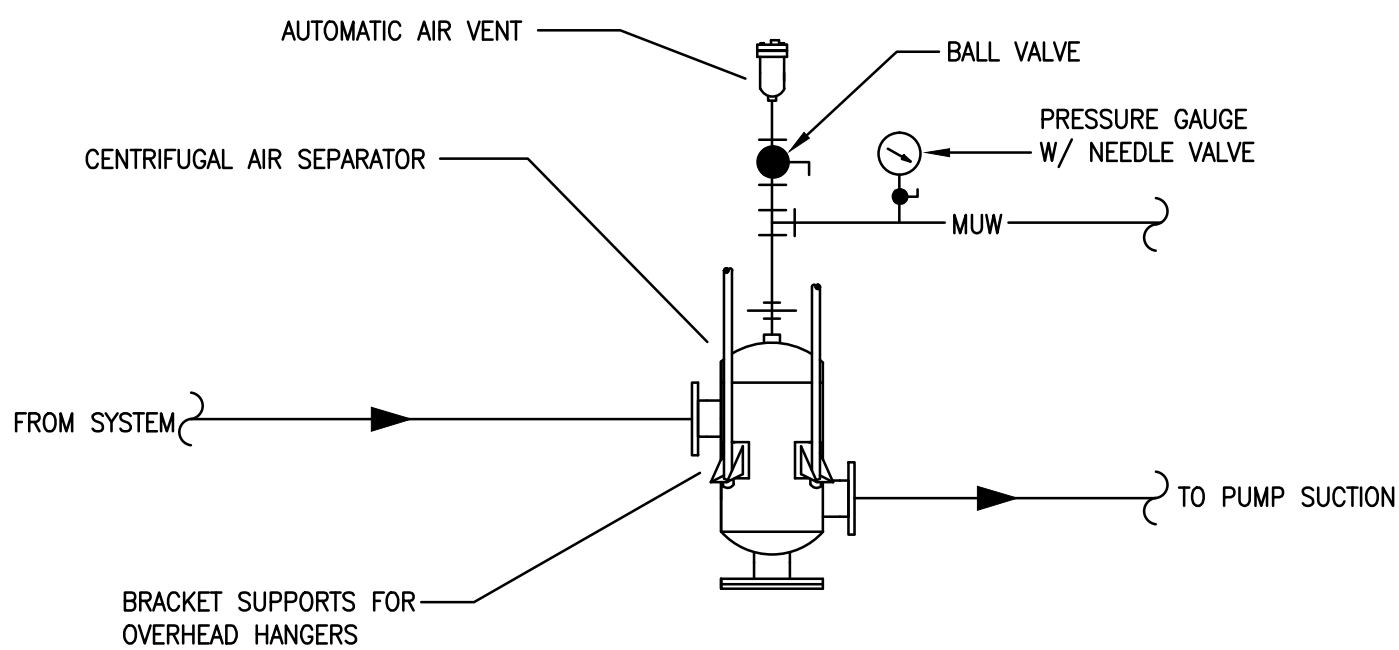 AUTOMATIC AIR VENT
BALL VALVE
PRESSURE GAUGE
W/ NEEDLE VALVE
CENTRIFUGAL AIR SEPARATOR
MUW
FROM SYSTEM
TO PUMP SUCTION
BRACKET SUPPORTS FOR
OVERHEAD HANGERS